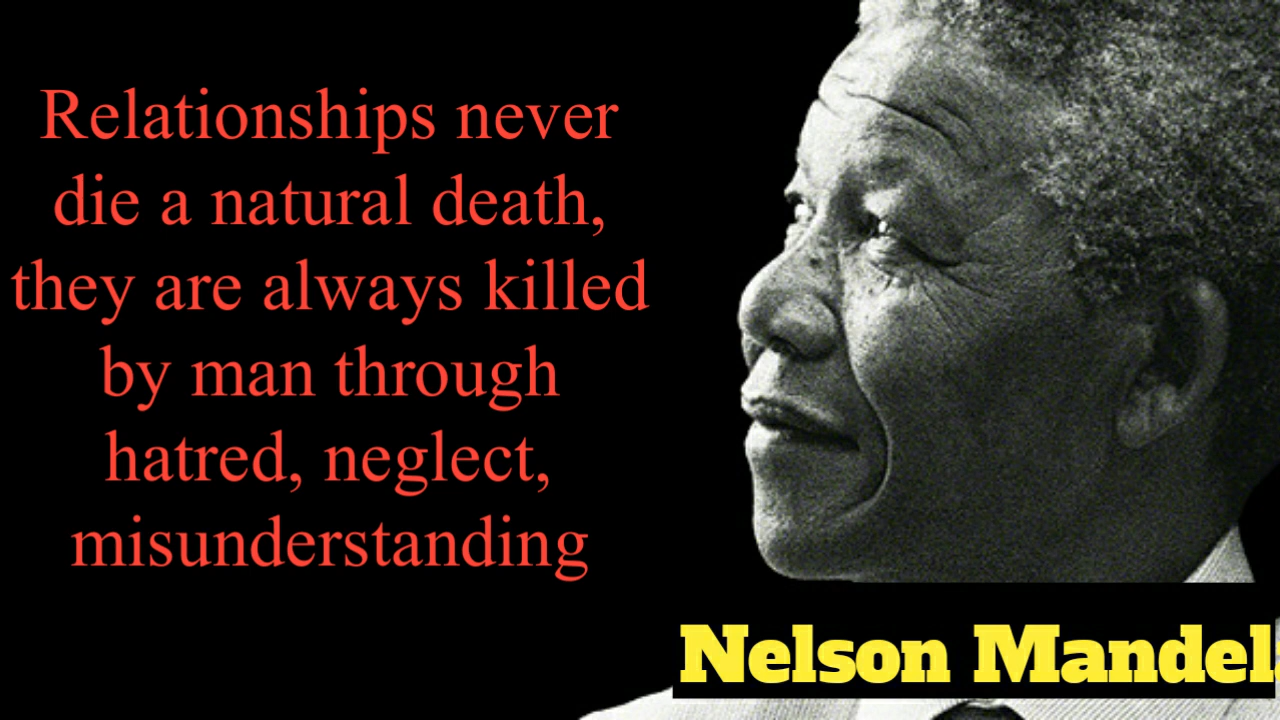 Relationships never
die a natural death,
they are always killed
by man through
hatred, neglect,
misunderstanding
Nelson Mandel